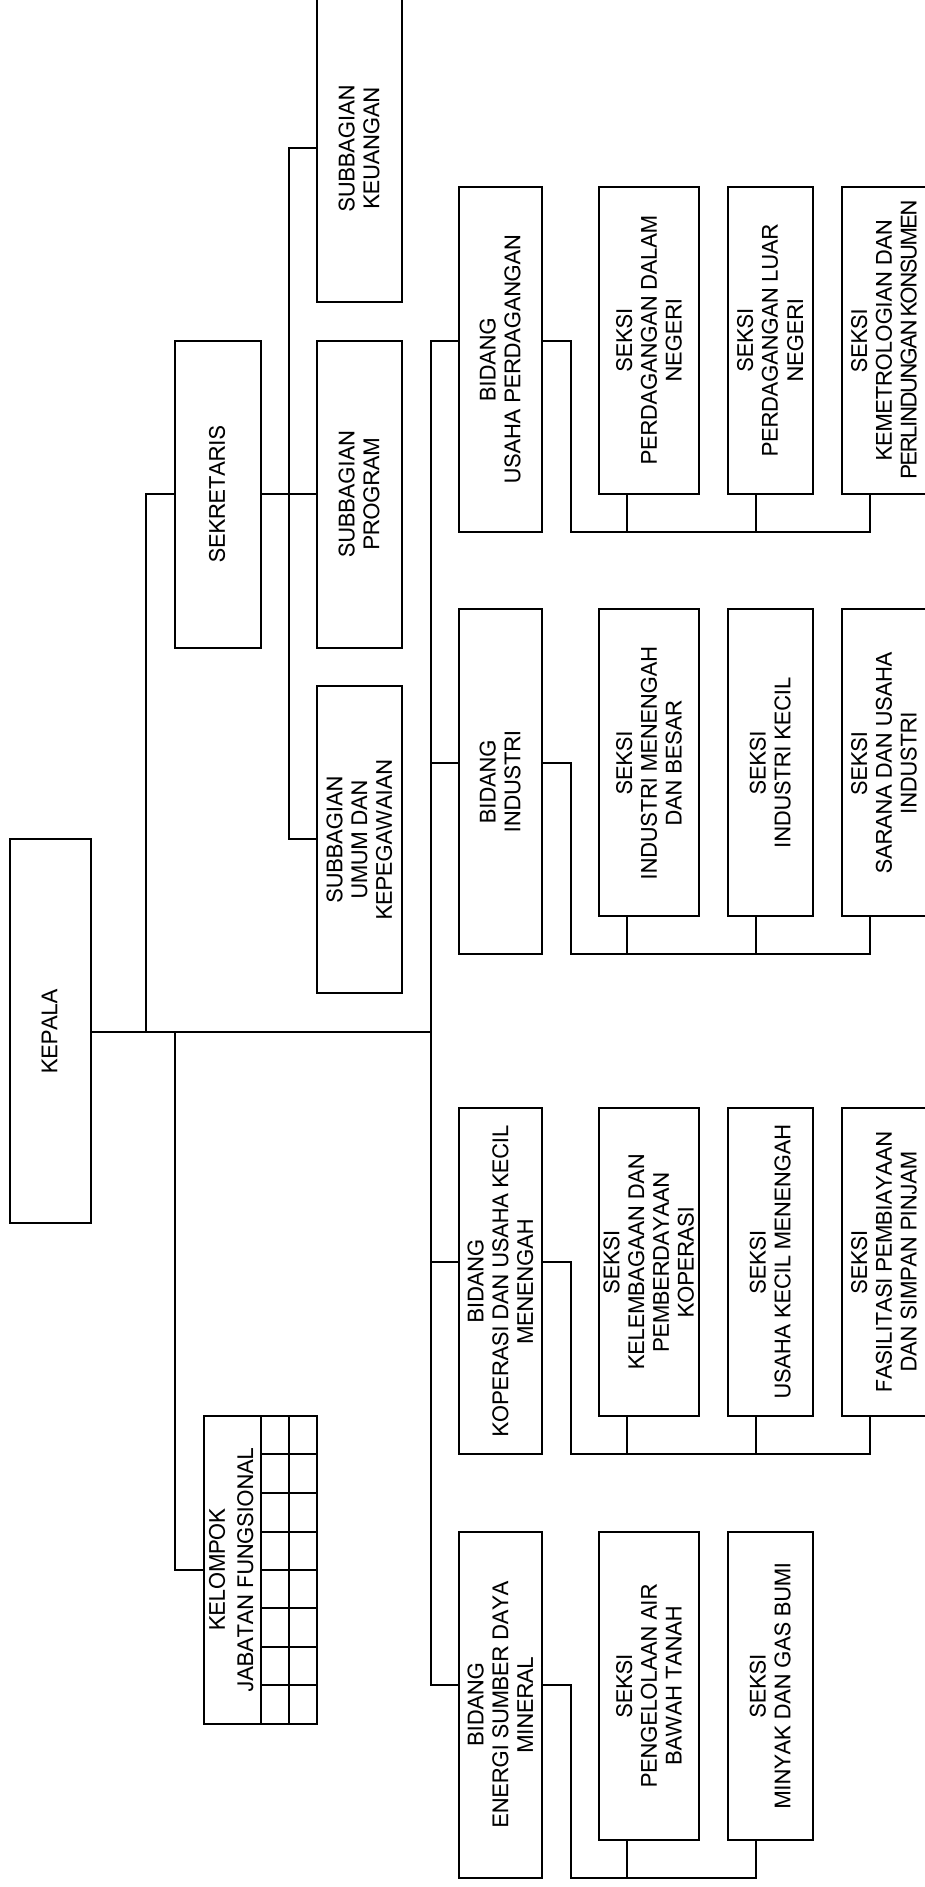 KEPALA
KELOMPOK
JABATAN FUNGSIONAL
SEKRETARIS
SUBBAGIAN
UMUM DAN
KEPEGAWAIAN
SUBBAGIAN
PROGRAM
SUBBAGIAN
KEUANGAN
BIDANG
ENERGI SUMBER DAYA
MINERAL
BIDANG
KOPERASI DAN USAHA KECIL
MENENGAH
BIDANG
INDUSTRI
BIDANG
USAHA PERDAGANGAN
SEKSI
PENGELOLAAN AIR
BAWAH TANAH
SEKSI
KELEMBAGAAN DAN
PEMBERDAYAAN
KOPERASI
SEKSI
INDUSTRI MENENGAH
DAN BESAR
SEKSI
PERDAGANGAN DALAM
NEGERI
SEKSI
MINYAK DAN GAS BUMI
SEKSI
USAHA KECIL MENENGAH
SEKSI
INDUSTRI KECIL
SEKSI
PERDAGANGAN LUAR
NEGERI
SEKSI
FASILITASI PEMBIAYAAN
DAN SIMPAN PINJAM
SEKSI
SARANA DAN USAHA
INDUSTRI
SEKSI
KEMETROLOGIAN DAN
PERLINDUNGAN KONSUMEN